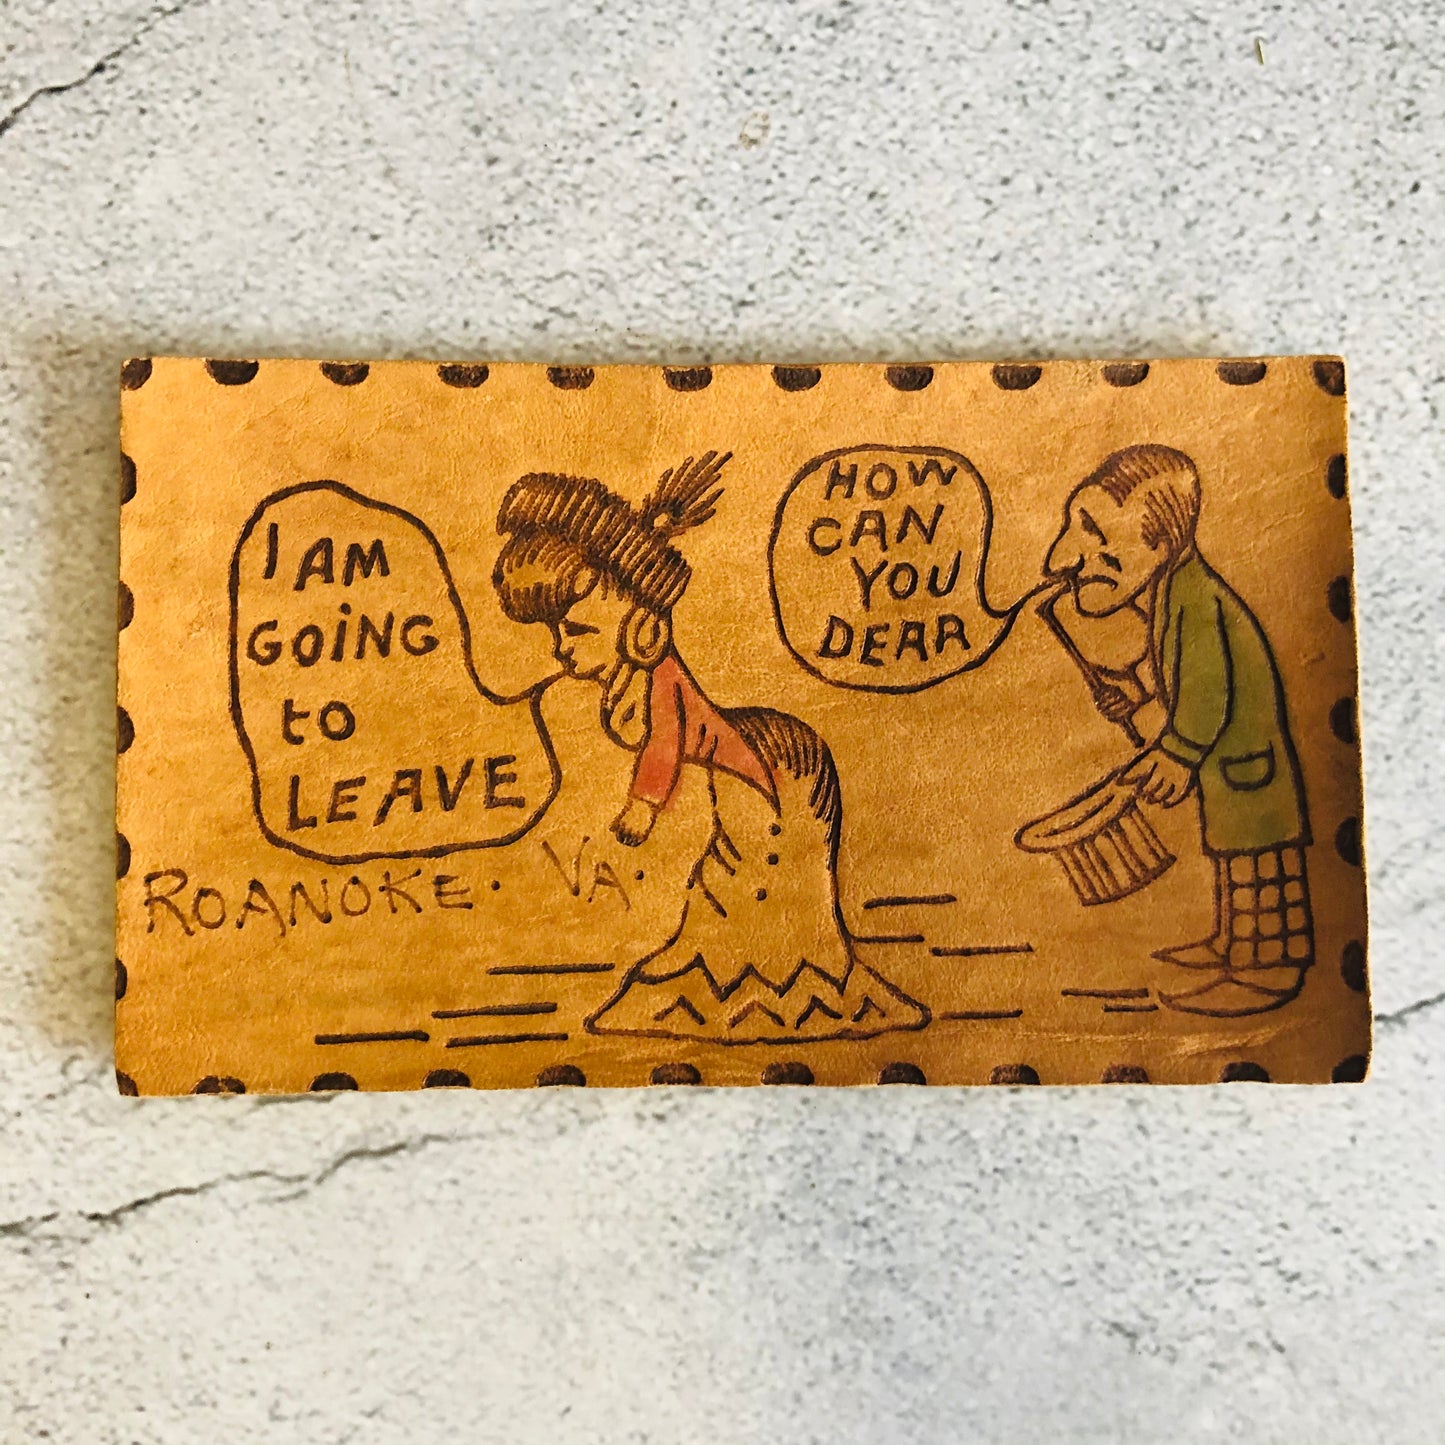 I AM
GOiNG
to
LEAVE
HOW
CAN
YOU
DEAR
ROANOKE. VA.